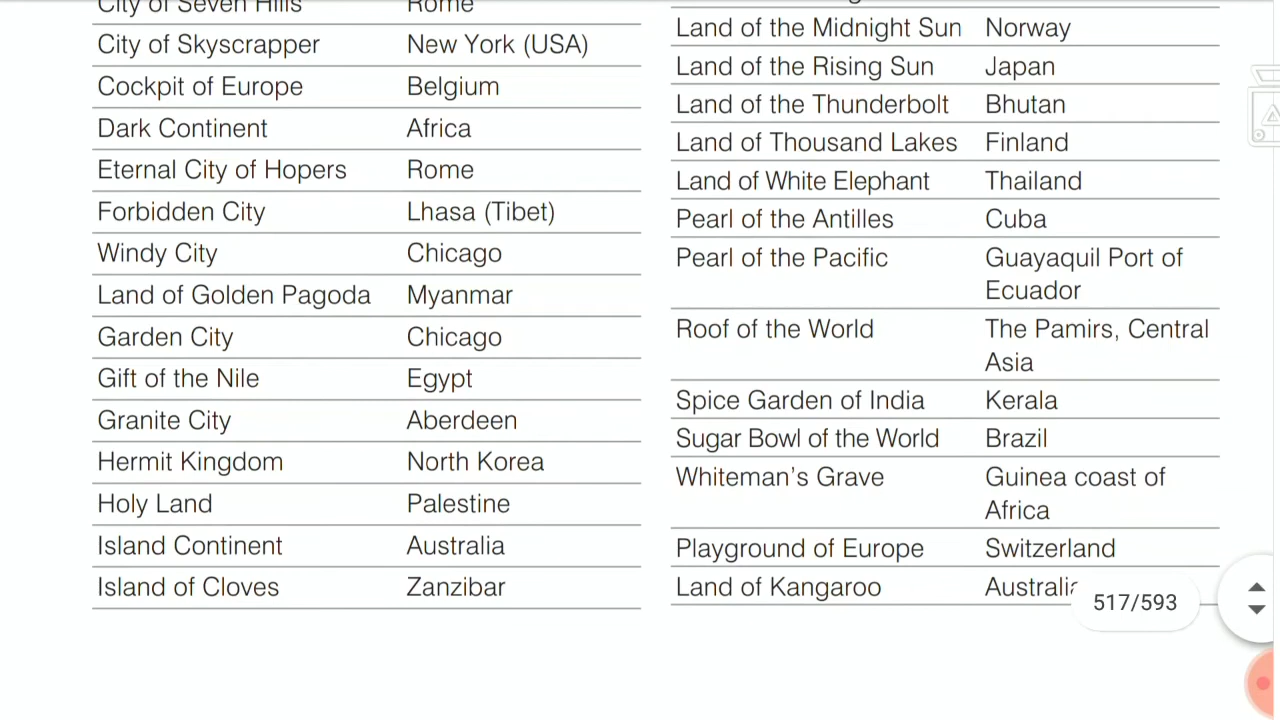 City of Seven Hills Rome
City of Skyscrapper New York (USA)
Cockpit of Europe Belgium
Dark Continent Africa
Eternal City of Hopers Rome
Forbidden City Lhasa (Tibet)
Windy City Chicago
Land of Golden Pagoda Myanmar
Garden City Chicago
Gift of the Nile Egypt
Granite City Aberdeen
Hermit Kingdom North Korea
Holy Land Palestine
Island Continent Australia
Island of Cloves Zanzibar
Land of the Midnight Sun Norway
Land of the Rising Sun Japan
Land of the Thunderbolt Bhutan
Land of Thousand Lakes Finland
Land of White Elephant Thailand
Pearl of the Antilles Cuba
Pearl of the Pacific Guayaquil Port of
Ecuador
Roof of the World The Pamirs, Central
Asia
Spice Garden of India Kerala
Sugar Bowl of the World Brazil
Whiteman's Grave Guinea coast of
Africa
Playground of Europe Switzerland
Land of Kangaroo Australia
517/593